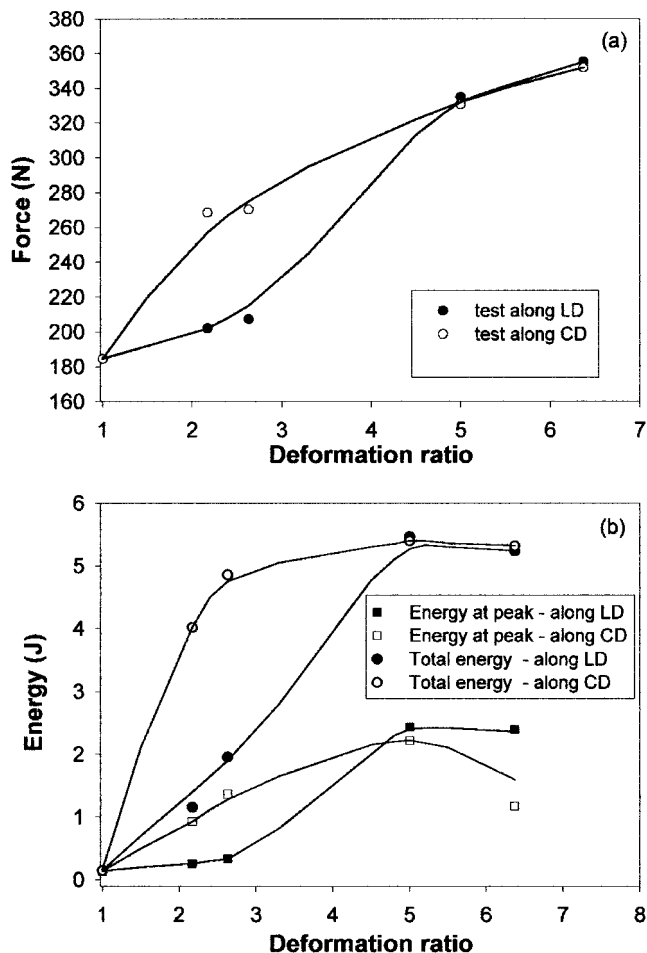 380
(a)
360
340
320
300
280
260
240
220
200
180
160
Force (N)
test along LD
test along CD
1 2 3 4 5 6 7
Deformation ratio
6
(b)
5
4
3
2
1
0
Energy (J)
Energy at peak - along LD
Energy at peak - along CD
Total energy - along LD
Total energy - along CD
1 2 3 4 5 6 7 8
Deformation ratio